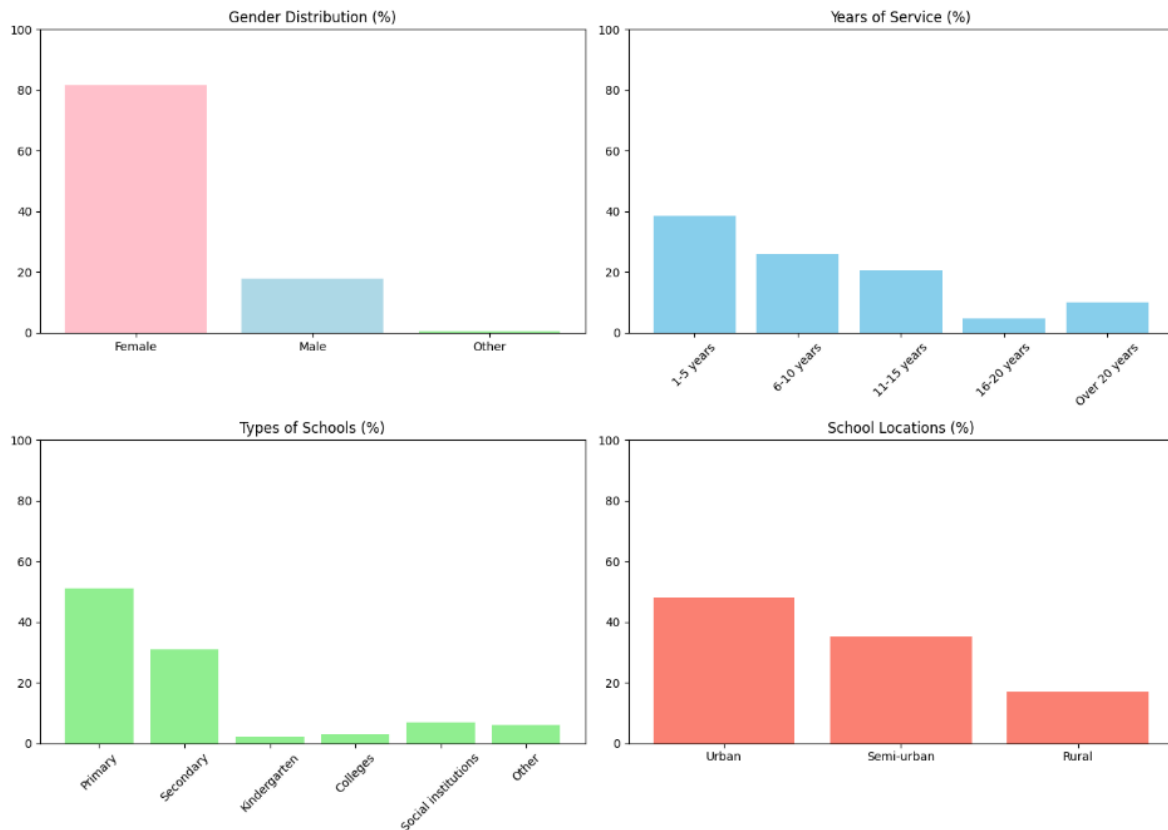 Gender Distribution (%)
100
80
60
40
20
0
Female
Male
Other
Years of Service (%)
100
80
60
40
20
0
1-5 years
6-10 years
11-15 years
16-20 years
Over 20 years
Types of Schools (%)
100
80
60
40
20
0
Primary
Secondary
Kindergarten
Colleges
Social institutions
Other
School Locations (%)
100
80
60
40
20
0
Urban
Semi-urban
Rural